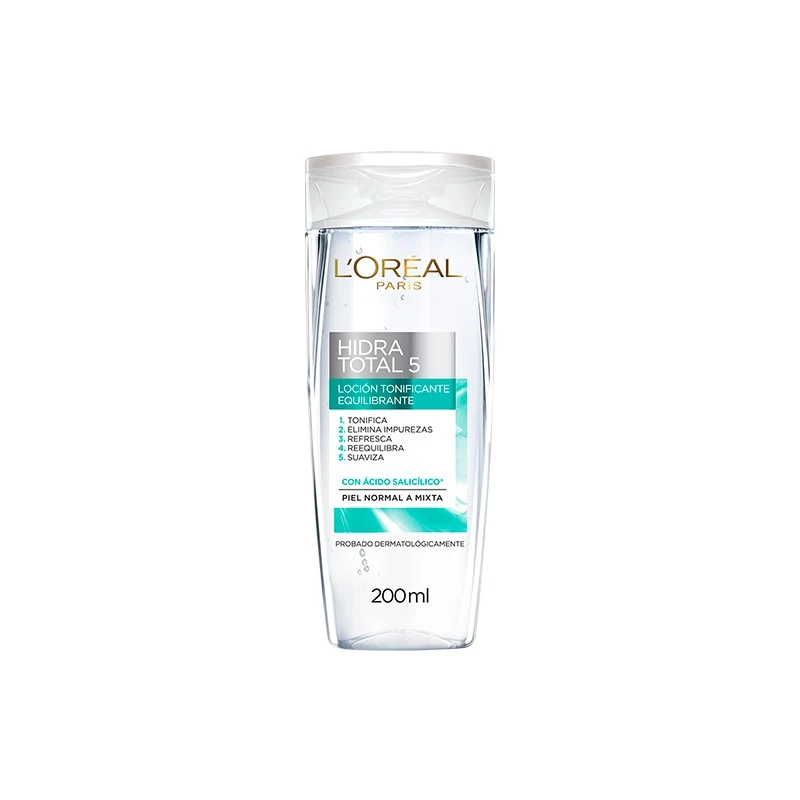 L'ORÉAL
PARIS
HIDRA
TOTAL 5
LOCIÓN TONIFICANTE
EQUILIBRANTE
1. TONIFICA
2. ELIMINA IMPUREZAS
3. REFRESCA
4. REEQUILIBRA
5. SUAVIZA
CON ÁCIDO SALICÍLICO*
PIEL NORMAL A MIXTA
PROBADO DERMATOLÓGICAMENTE
200ml